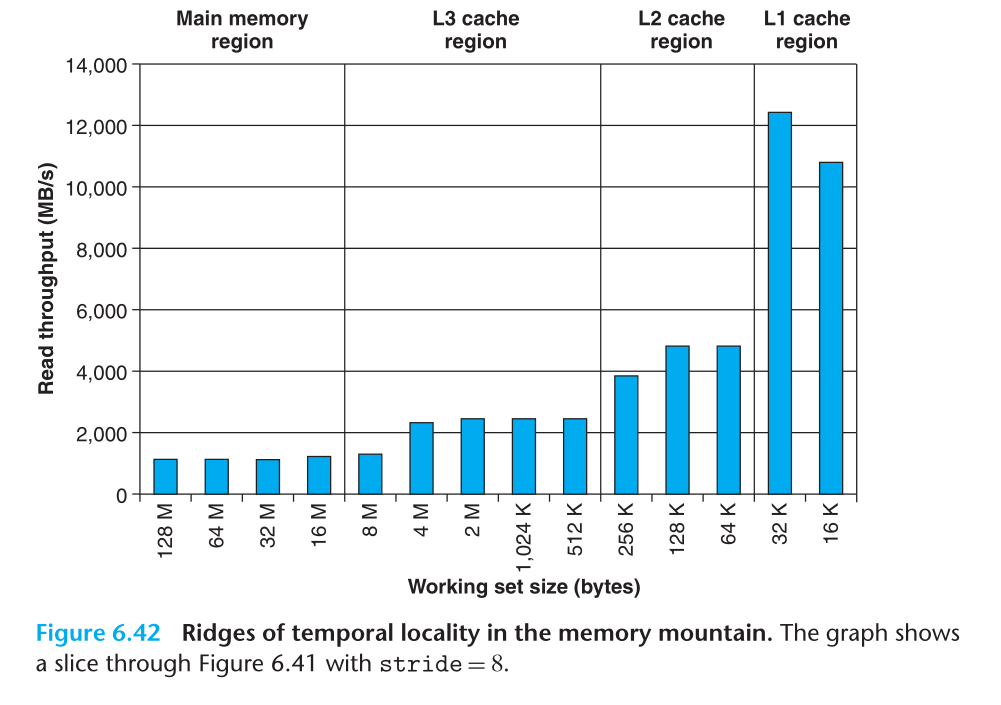 Main memory region
L3 cache region
L2 cache region
L1 cache region
14,000
12,000
10,000
8,000
6,000
4,000
2,000
0
Read throughput (MB/s)
128 M
64 M
32 M
16 M
8 M
4 M
2 M
1,024 K
512 K
256 K
128 K
64 K
32 K
16 K
Working set size (bytes)
Figure 6.42 Ridges of temporal locality in the memory mountain. The graph shows
a slice through Figure 6.41 with stride = 8.